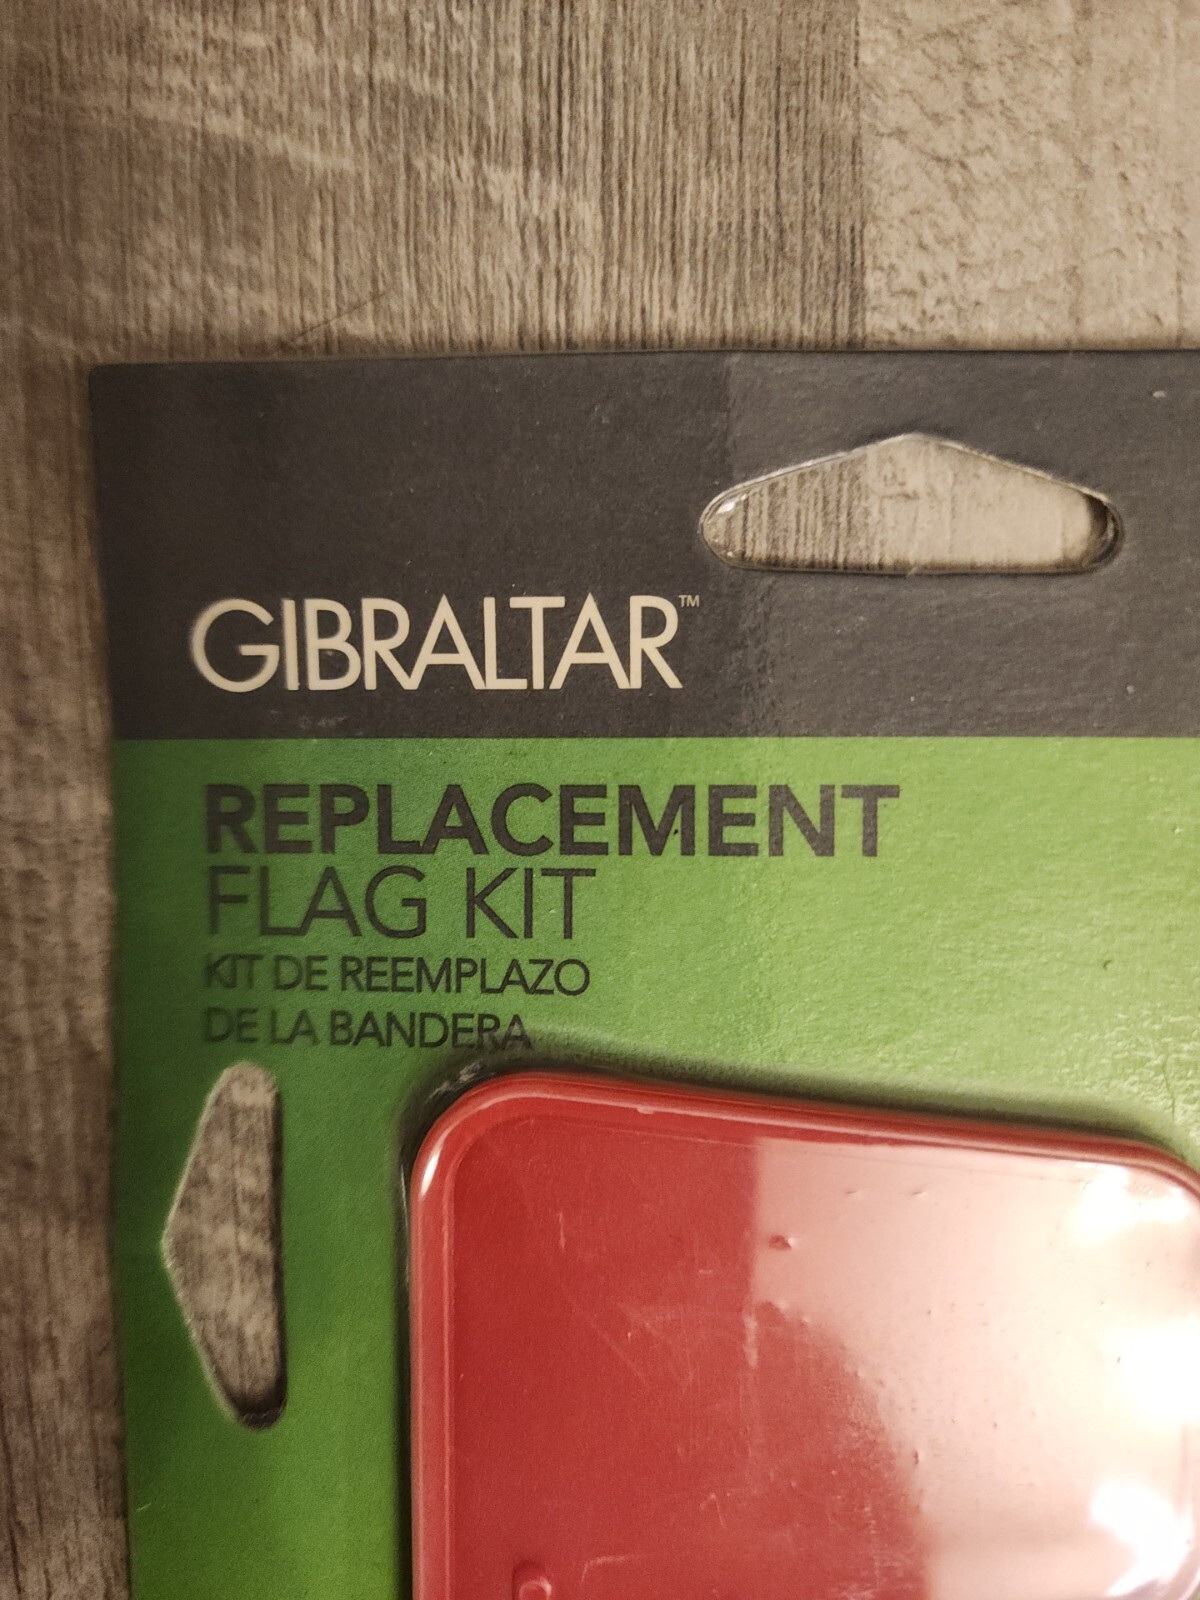 GIBRALTAR™
REPLACEMENT
FLAG KIT
KIT DE REEMPLAZO
DE LA BANDERA